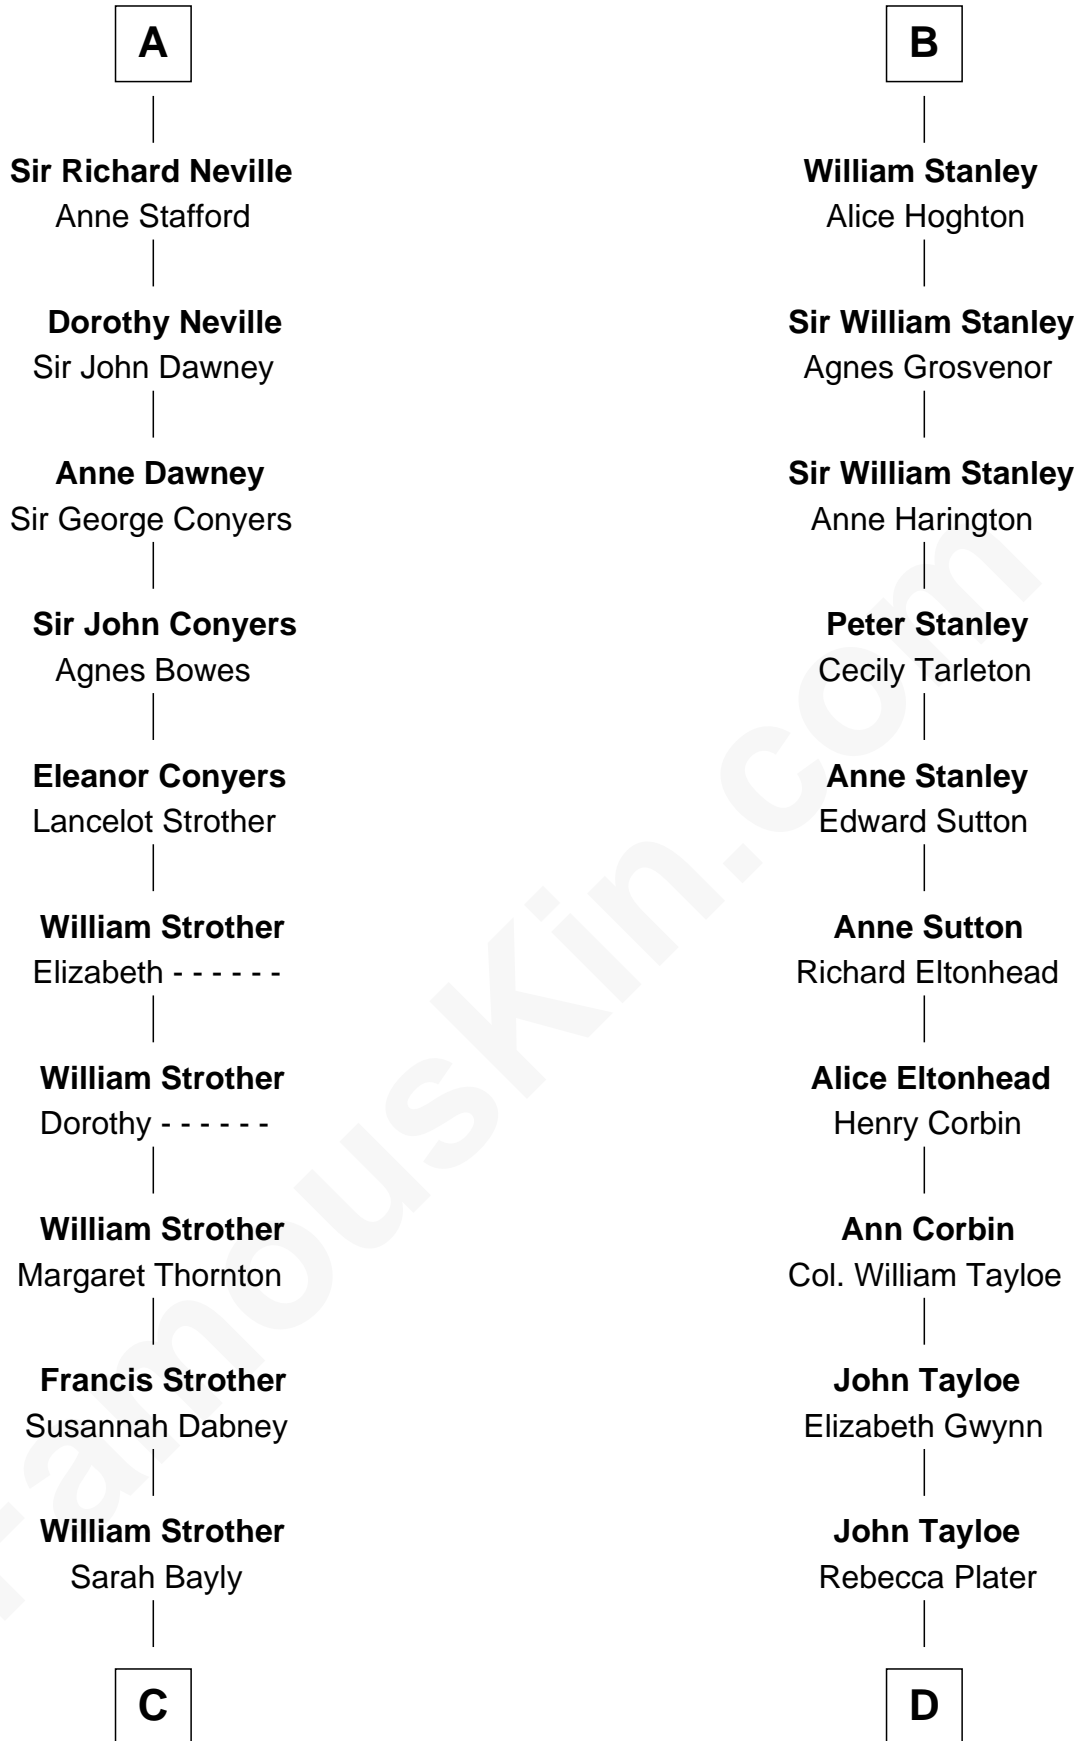 A
Sir Richard Neville
Anne Stafford
Dorothy Neville
Sir John Dawney
Anne Dawney
Sir George Conyers
Sir John Conyers
Agnes Bowes
Eleanor Conyers
Lancelot Strother
William Strother
Elizabeth - - - - - -
William Strother
Dorothy - - - - - -
William Strother
Margaret Thornton
Francis Strother
Susannah Dabney
William Strother
Sarah Bayly
C
B
William Stanley
Alice Hoghton
Sir William Stanley
Agnes Grosvenor
Sir William Stanley
Anne Harington
Peter Stanley
Cecily Tarleton
Anne Stanley
Edward Sutton
Anne Sutton
Richard Eltonhead
Alice Eltonhead
Henry Corbin
Ann Corbin
Col. William Tayloe
John Tayloe
Elizabeth Gwynn
John Tayloe
Rebecca Plater
D
FamousKin.com